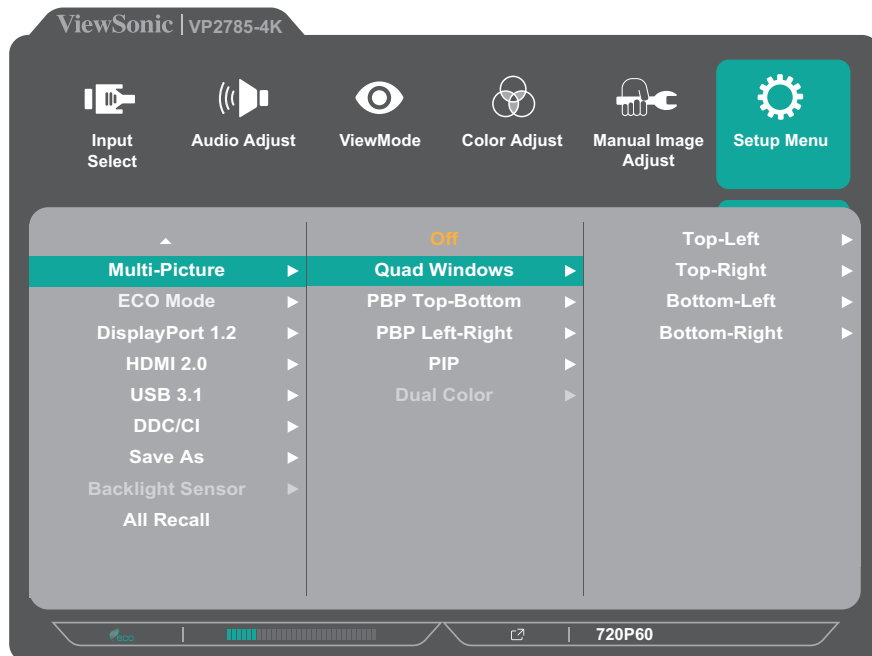 ViewSonic | VP2785-4K
Input
Select
Audio Adjust
ViewMode
Color Adjust
Manual Image
Adjust
Setup Menu
Multi-Picture
ECO Mode
DisplayPort 1.2
HDMI 2.0
USB 3.1
DDC/CI
Save As
Backlight Sensor
All Recall
Off
Quad Windows
PBP Top-Bottom
PBP Left-Right
PIP
Dual Color
Top-Left
Top-Right
Bottom-Left
Bottom-Right
eco
720P60